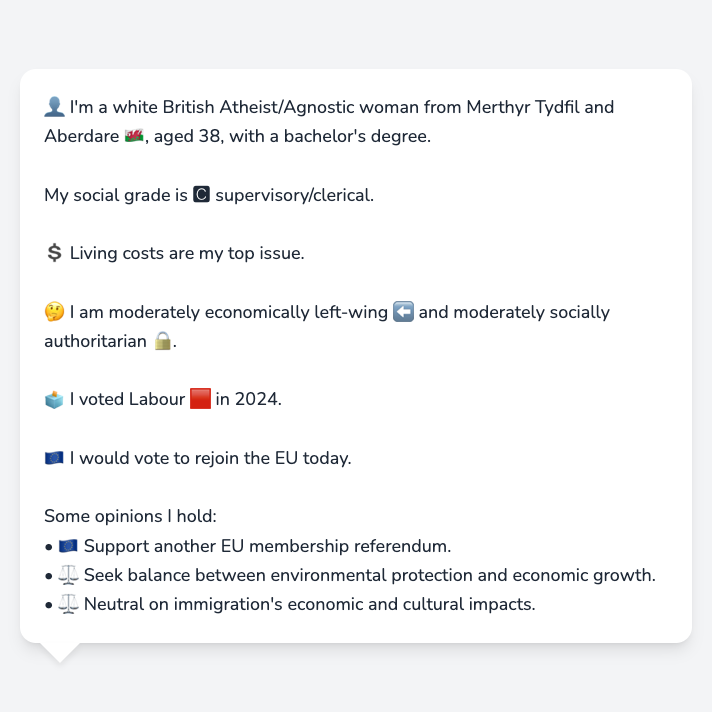 👤 I'm a white British Atheist/Agnostic woman from Merthyr Tydfil and
Aberdare 🏴󠁧󠁢󠁷󠁬󠁳󠁿, aged 38, with a bachelor's degree.
My social grade is 🅲 supervisory/clerical.
💲 Living costs are my top issue.
🤔 I am moderately economically left-wing ⬅️ and moderately socially
authoritarian 🔒.
🗳️ I voted Labour 🟥 in 2024.
🇪🇺 I would vote to rejoin the EU today.
Some opinions I hold:
• 🇪🇺 Support another EU membership referendum.
• ⚖️ Seek balance between environmental protection and economic growth.
• ⚖️ Neutral on immigration's economic and cultural impacts.